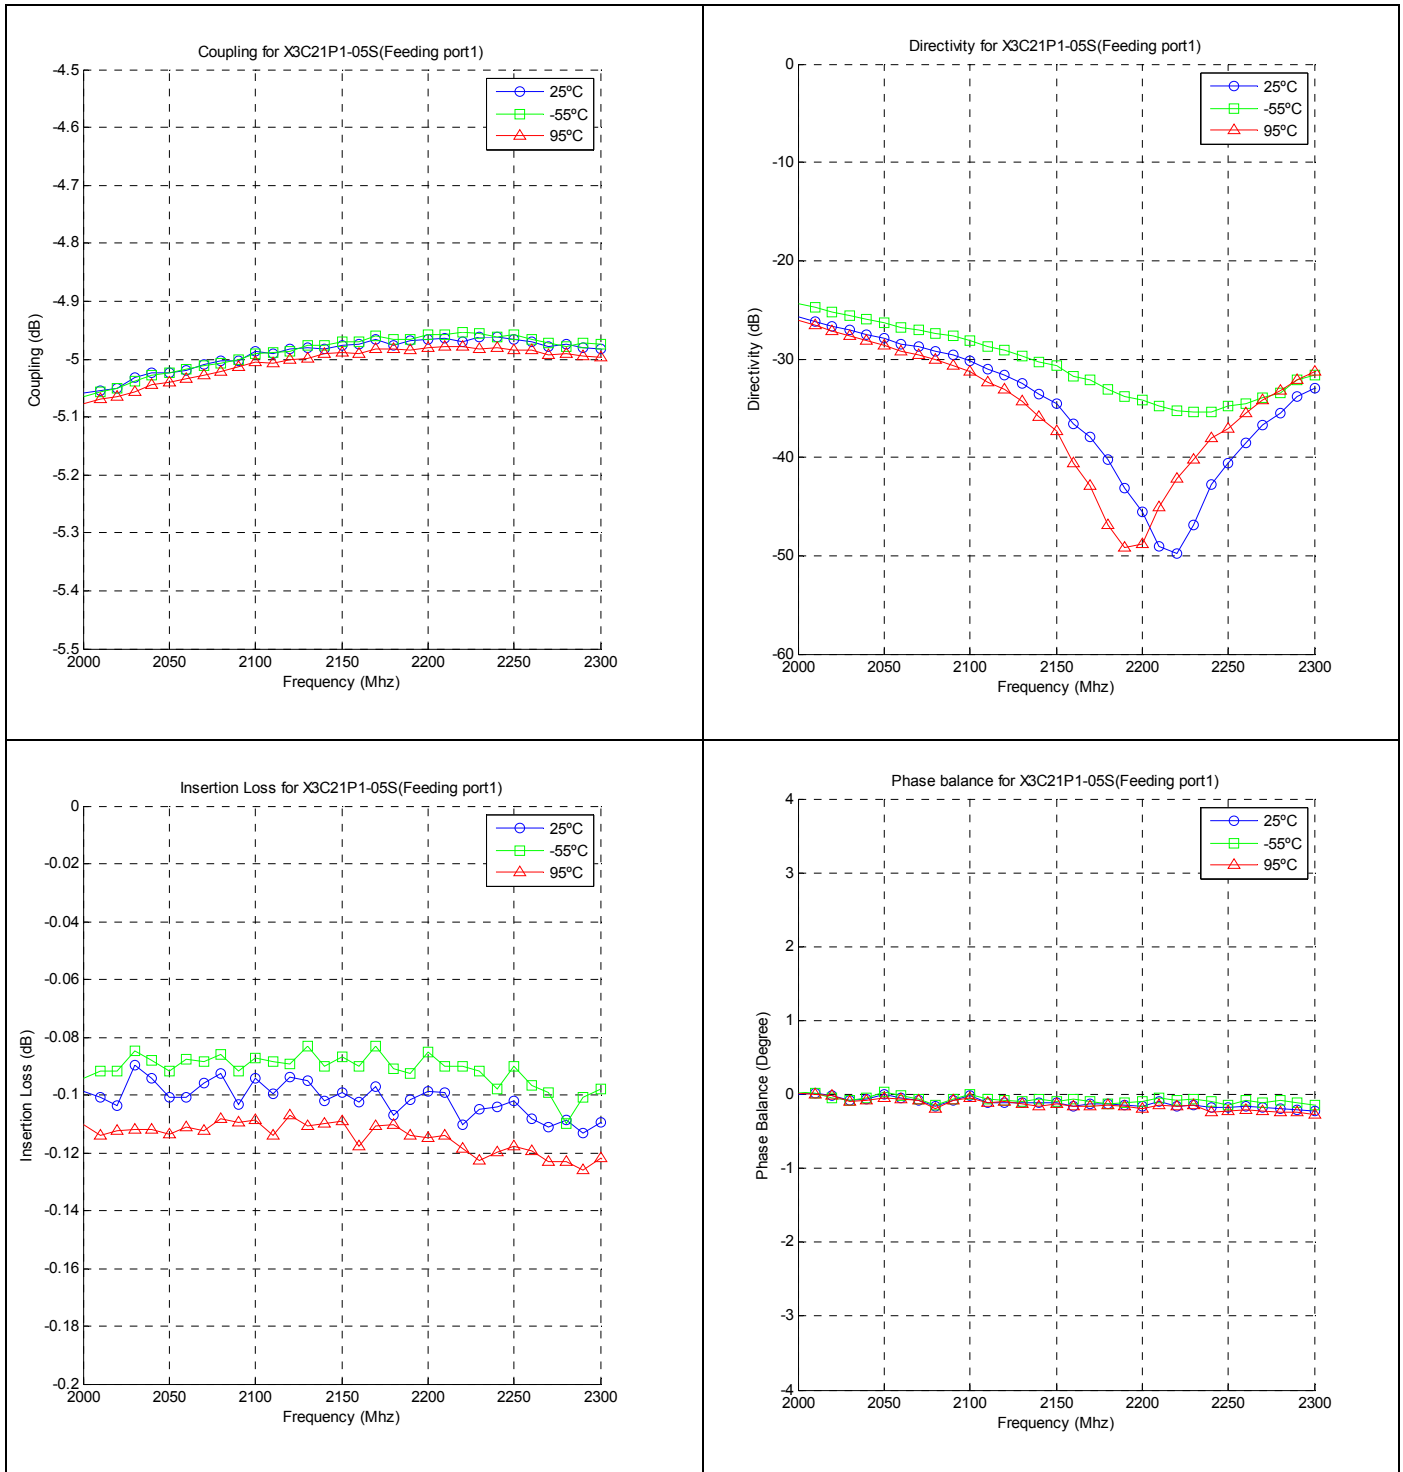 Coupling for X3C21P1-05S(Feeding port1)
-4.5
-4.6
-4.7
-4.8
-4.9
-5
-5.1
-5.2
-5.3
-5.4
-5.5
Coupling (dB)
25ºC
-55ºC
95ºC
2000 2050 2100 2150 2200 2250 2300
Frequency (Mhz)
Directivity for X3C21P1-05S(Feeding port1)
0
-10
-20
-30
-40
-50
-60
Directivity (dB)
25ºC
-55ºC
95ºC
2000 2050 2100 2150 2200 2250 2300
Frequency (Mhz)
Insertion Loss for X3C21P1-05S(Feeding port1)
0
-0.02
-0.04
-0.06
-0.08
-0.1
-0.12
-0.14
-0.16
-0.18
-0.2
Insertion Loss (dB)
25ºC
-55ºC
95ºC
2000 2050 2100 2150 2200 2250 2300
Frequency (Mhz)
Phase balance for X3C21P1-05S(Feeding port1)
4
3
2
1
0
-1
-2
-3
-4
Phase Balance (Degree)
25ºC
-55ºC
95ºC
2000 2050 2100 2150 2200 2250 2300
Frequency (Mhz)